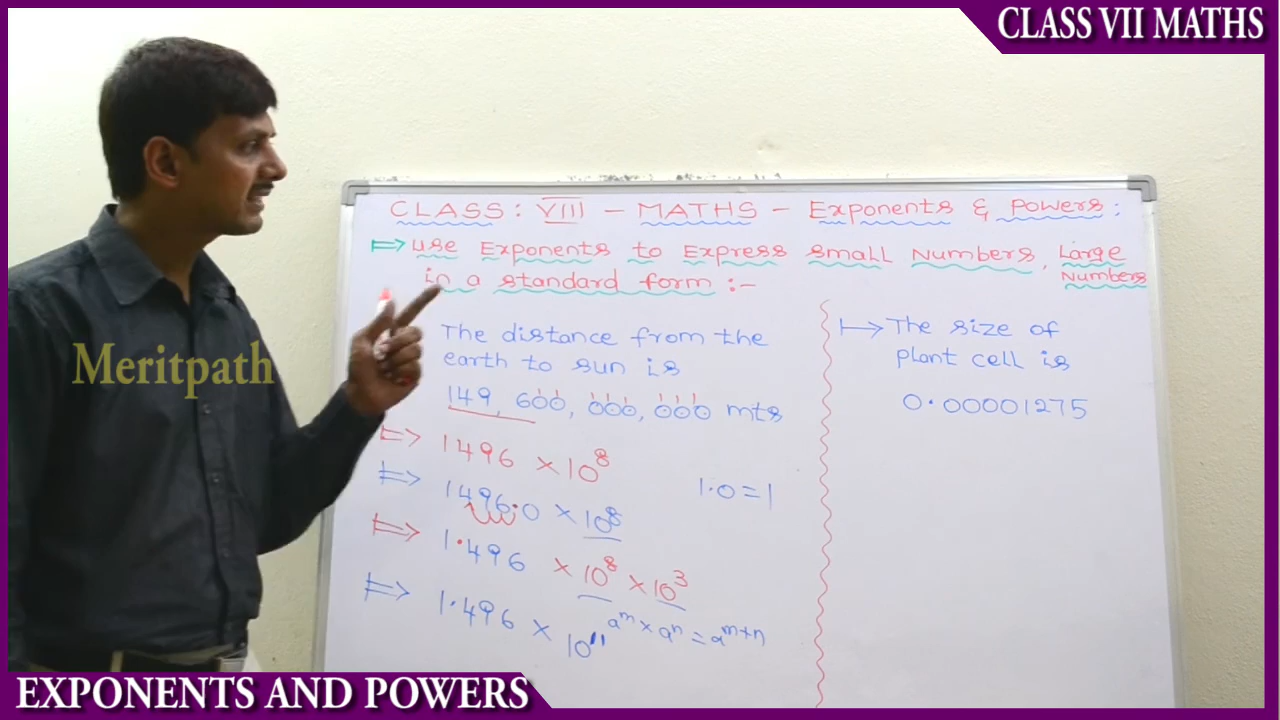 CLASS VII MATHS
CLASS: VIII - MATHS - Exponents & Powers:
⇒ use Exponents to Express small Numbers, Large Numbers
in a standard form :-
The distance from the
earth to sun is
149, 600, 000, 000 mts
⇒ 1496 × 10⁸
⇒ 1496.0 × 10⁸
1.0 = 1
⇒ 1.496 × 10⁸ × 10³
⇒ 1.496 × 10¹¹
aᵐ × aⁿ = aᵐ⁺ⁿ
↦ The size of
plant cell is
0.00001275
Meritpath
EXPONENTS AND POWERS